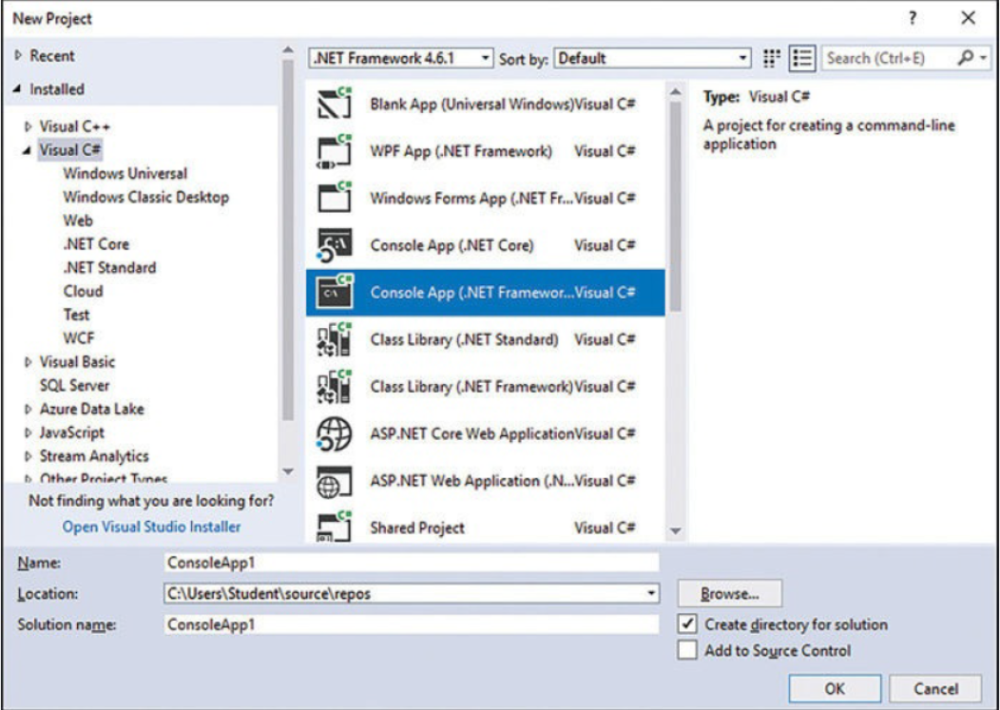 New Project
? ×
Recent
Installed
Visual C++
Visual C#
Windows Universal
Windows Classic Desktop
Web
.NET Core
.NET Standard
Cloud
Test
WCF
Visual Basic
SQL Server
Azure Data Lake
JavaScript
Stream Analytics
Other Project Types
Not finding what you are looking for?
Open Visual Studio Installer
.NET Framework 4.6.1 Sort by: Default
Search (Ctrl+E)
Blank App (Universal Windows) Visual C#
WPF App (.NET Framework) Visual C#
Windows Forms App (.NET Fr... Visual C#
Console App (.NET Core) Visual C#
Console App (.NET Framewor... Visual C#
Class Library (.NET Standard) Visual C#
Class Library (.NET Framework) Visual C#
ASP.NET Core Web Application Visual C#
ASP.NET Web Application (.N... Visual C#
Shared Project Visual C#
Type: Visual C#
A project for creating a command-line
application
Name: ConsoleApp1
Location: C:\Users\Student\source\repos
Browse...
Solution name: ConsoleApp1
Create directory for solution
Add to Source Control
OK Cancel